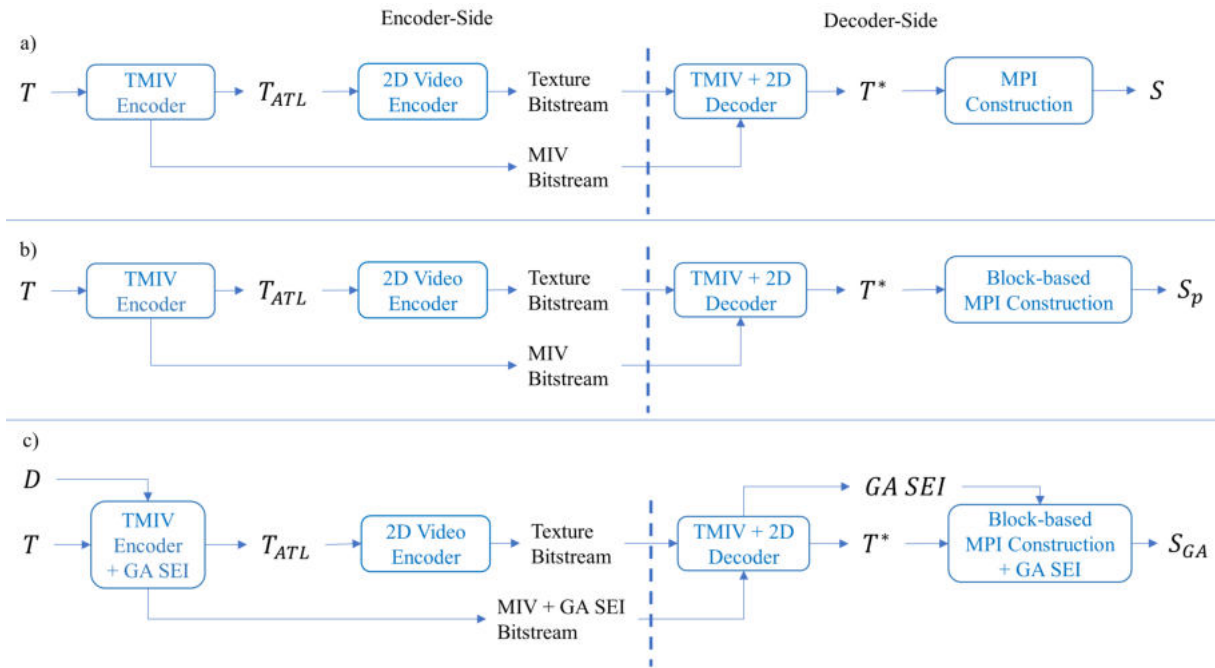 Encoder-Side
Decoder-Side
a)
T
TMIV
Encoder
T_ATL
2D Video
Encoder
Texture
Bitstream
TMIV + 2D
Decoder
T*
MPI
Construction
S
MIV
Bitstream
b)
T
TMIV
Encoder
T_ATL
2D Video
Encoder
Texture
Bitstream
TMIV + 2D
Decoder
T*
Block-based
MPI Construction
S_p
MIV
Bitstream
c)
D
GA SEI
T
TMIV
Encoder
+ GA SEI
T_ATL
2D Video
Encoder
Texture
Bitstream
TMIV + 2D
Decoder
T*
Block-based
MPI Construction
+ GA SEI
S_GA
MIV + GA SEI
Bitstream